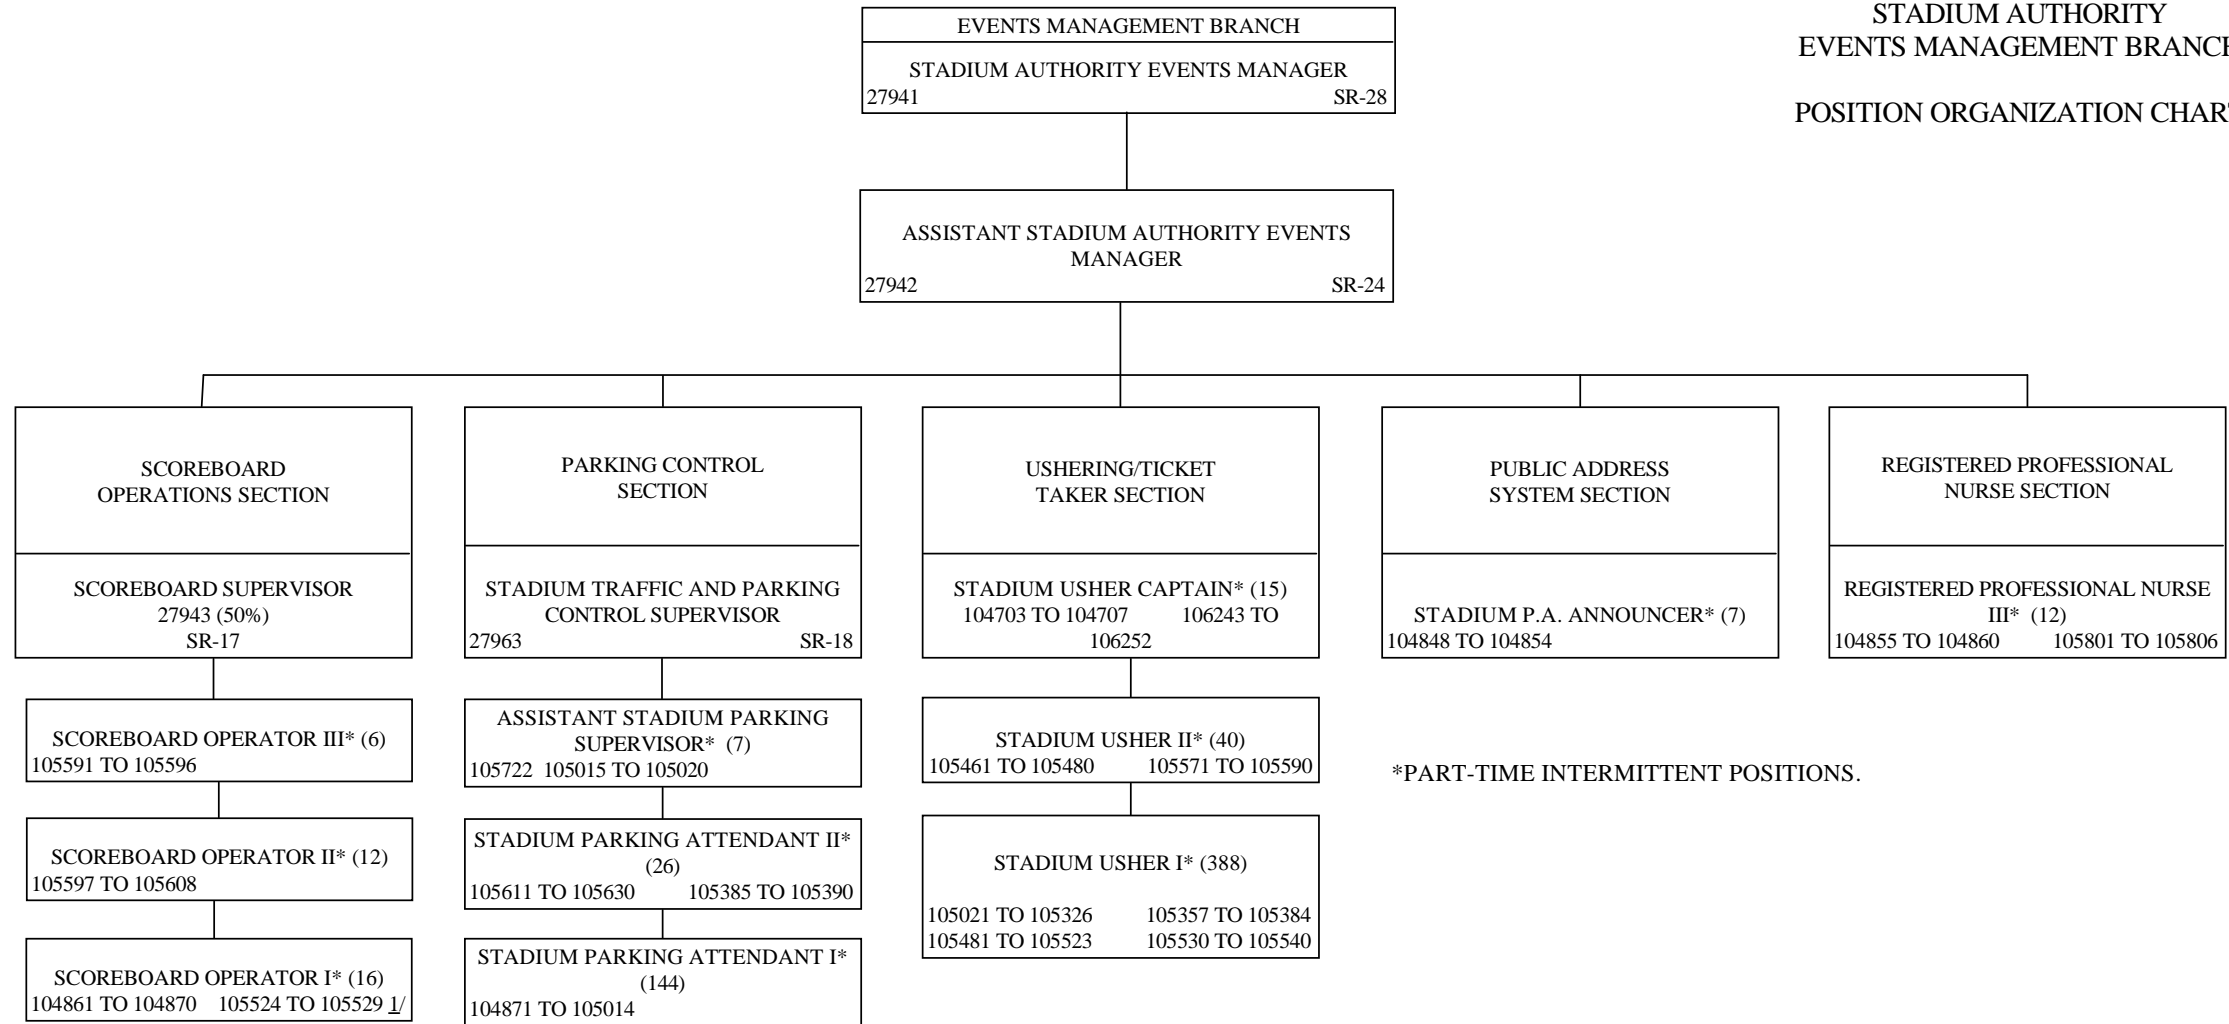 STADIUM AUTHORITY
EVENTS MANAGEMENT BRANCH
POSITION ORGANIZATION CHART
EVENTS MANAGEMENT BRANCH
STADIUM AUTHORITY EVENTS MANAGER
27941 SR-28
ASSISTANT STADIUM AUTHORITY EVENTS
MANAGER
27942 SR-24
SCOREBOARD
OPERATIONS SECTION
SCOREBOARD SUPERVISOR
27943 (50%)
SR-17
SCOREBOARD OPERATOR III* (6)
105591 TO 105596
SCOREBOARD OPERATOR II* (12)
105597 TO 105608
SCOREBOARD OPERATOR I* (16)
104861 TO 104870 105524 TO 105529 1/
PARKING CONTROL
SECTION
STADIUM TRAFFIC AND PARKING
CONTROL SUPERVISOR
27963 SR-18
ASSISTANT STADIUM PARKING
SUPERVISOR* (7)
105722 105015 TO 105020
STADIUM PARKING ATTENDANT II*
(26)
105611 TO 105630 105385 TO 105390
STADIUM PARKING ATTENDANT I*
(144)
104871 TO 105014
USHERING/TICKET
TAKER SECTION
STADIUM USHER CAPTAIN* (15)
104703 TO 104707 106243 TO
106252
STADIUM USHER II* (40)
105461 TO 105480 105571 TO 105590
STADIUM USHER I* (388)
105021 TO 105326 105357 TO 105384
105481 TO 105523 105530 TO 105540
PUBLIC ADDRESS
SYSTEM SECTION
STADIUM P.A. ANNOUNCER* (7)
104848 TO 104854
REGISTERED PROFESSIONAL
NURSE SECTION
REGISTERED PROFESSIONAL NURSE
III* (12)
104855 TO 104860 105801 TO 105806
*PART-TIME INTERMITTENT POSITIONS.